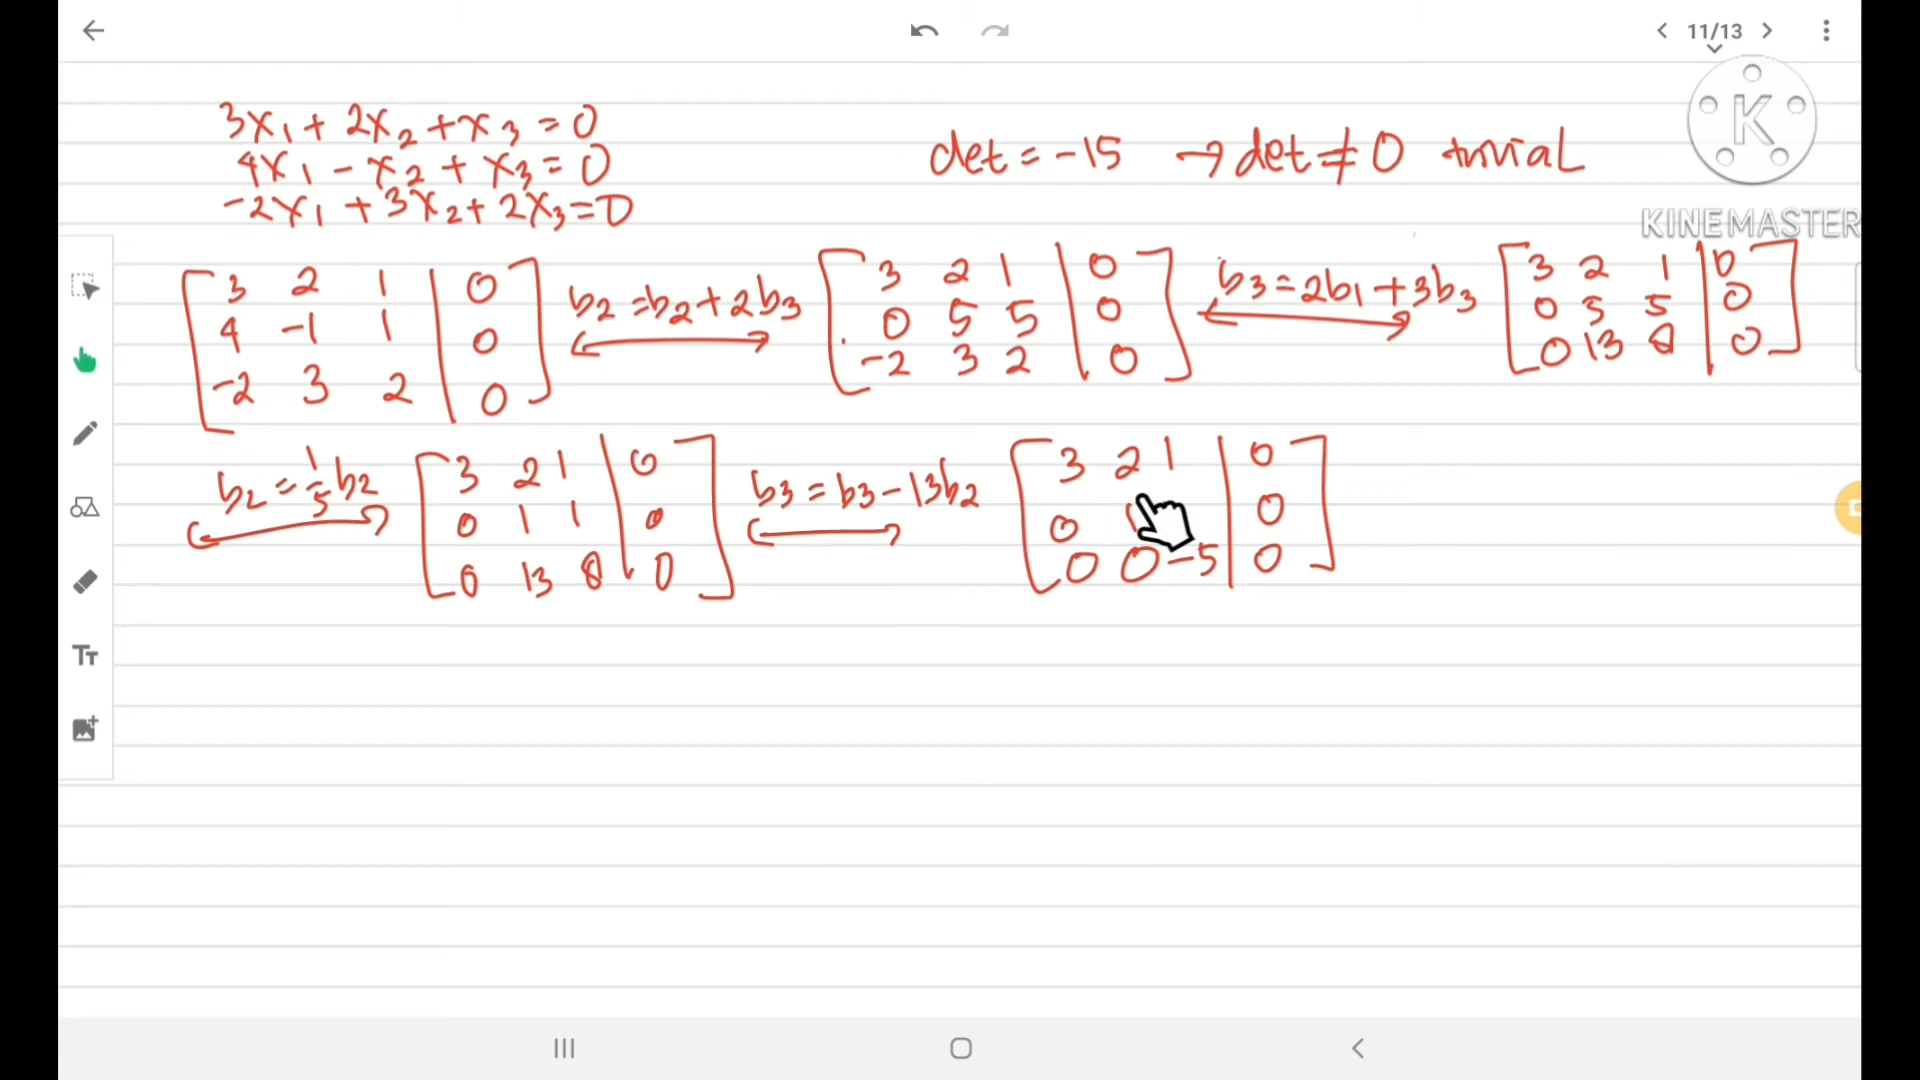 11/13
3x₁ + 2x₂ + x₃ = 0
4x₁ - x₂ + x₃ = 0
-2x₁ + 3x₂ + 2x₃ = 0
det = -15 → det ≠ 0 trivial
K
KINEMASTER
3 2 1 | 0
4 -1 1 | 0
-2 3 2 | 0
b₂ = b₂ + 2b₃
3 2 1 | 0
0 5 5 | 0
-2 3 2 | 0
b₃ = 2b₁ + 3b₃
3 2 1 | 0
0 5 5 | 0
0 13 8 | 0
b₂ = 1/5 b₂
3 2 1 | 0
0 1 1 | 0
0 13 8 | 0
b₃ = b₃ - 13b₂
3 2 1 | 0
0 1 | 0
0 0 -5 | 0
TT